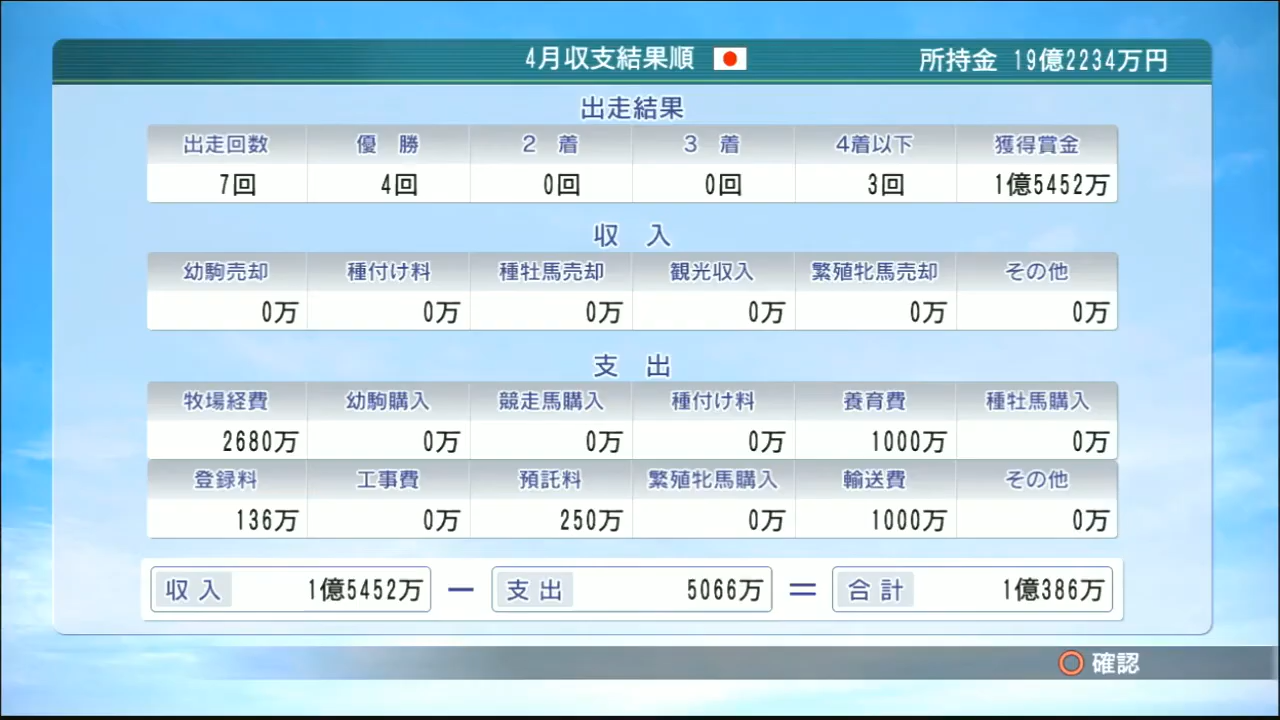 4月収支結果順 所持金 19億2234万円
出走結果
出走回数 優 勝 2 着 3 着 4着以下 獲得賞金
7回 4回 0回 0回 3回 1億5452万
収 入
幼駒売却 種付け料 種牡馬売却 観光収入 繁殖牝馬売却 その他
0万 0万 0万 0万 0万 0万
支 出
牧場経費 幼駒購入 競走馬購入 種付け料 養育費 種牡馬購入
2680万 0万 0万 0万 1000万 0万
登録料 工事費 預託料 繁殖牝馬購入 輸送費 その他
136万 0万 250万 0万 1000万 0万
収 入 1億5452万 − 支 出 5066万 = 合 計 1億386万
確認